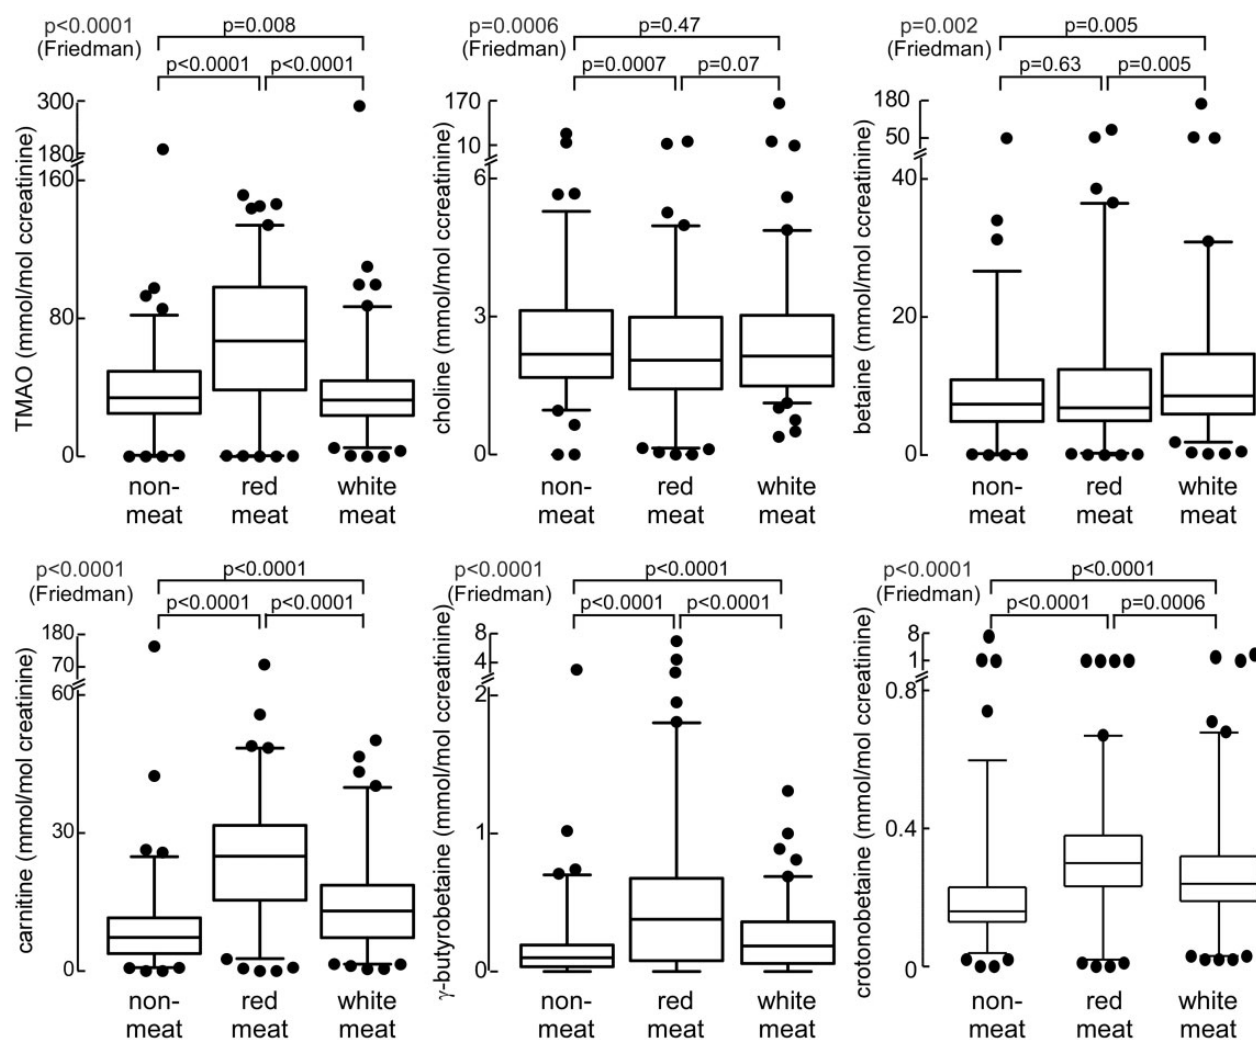 p<0.0001
(Friedman)
p=0.008
p<0.0001
p<0.0001
TMAO (mmol/mol ccreatinine)
300
180
160
80
0
non-
meat
red
meat
white
meat
p=0.0006
(Friedman)
p=0.47
p=0.0007
p=0.07
choline (mmol/mol ccreatinine)
170
10
6
3
0
non-
meat
red
meat
white
meat
p=0.002
(Friedman)
p=0.005
p=0.63
p=0.005
betaine (mmol/mol ccreatinine)
180
50
40
20
0
non-
meat
red
meat
white
meat
p<0.0001
(Friedman)
p<0.0001
p<0.0001
p<0.0001
carnitine (mmol/mol creatinine)
180
70
60
30
0
non-
meat
red
meat
white
meat
p<0.0001
(Friedman)
p<0.0001
p<0.0001
p<0.0001
γ-butyrobetaine (mmol/mol ccreatinine)
8
4
2
1
0
non-
meat
red
meat
white
meat
p<0.0001
(Friedman)
p<0.0001
p<0.0001
p=0.0006
crotonobetaine (mmol/mol ccreatinine)
8
1
0.8
0.4
0
non-
meat
red
meat
white
meat